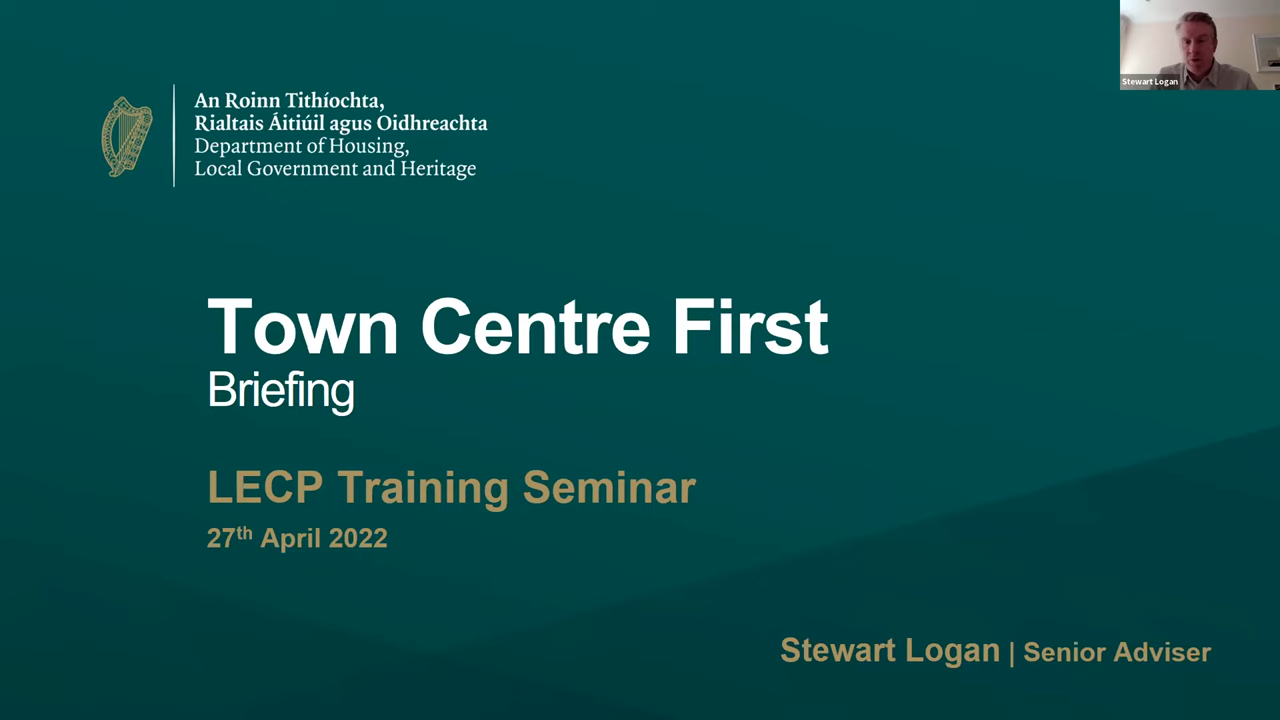 Stewart Logan
An Roinn Tithíochta,
Rialtais Áitiúil agus Oidhreachta
Department of Housing,
Local Government and Heritage
Town Centre First
Briefing
LECP Training Seminar
27th April 2022
Stewart Logan | Senior Adviser